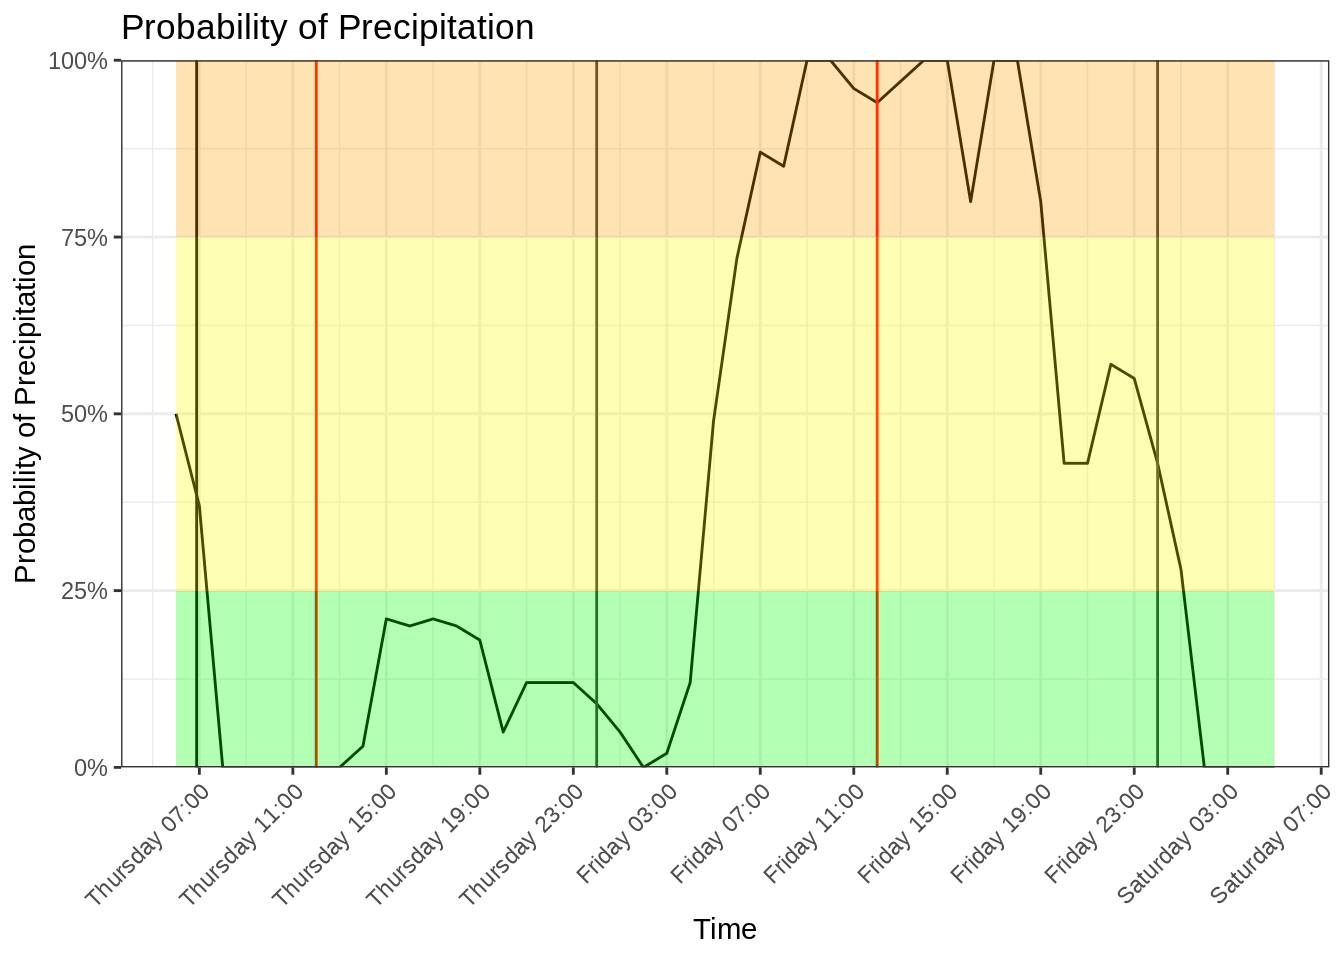 Probability of Precipitation
Probability of Precipitation
100%
75%
50%
25%
0%
Thursday 07:00
Thursday 11:00
Thursday 15:00
Thursday 19:00
Thursday 23:00
Friday 03:00
Friday 07:00
Friday 11:00
Friday 15:00
Friday 19:00
Friday 23:00
Saturday 03:00
Saturday 07:00
Time